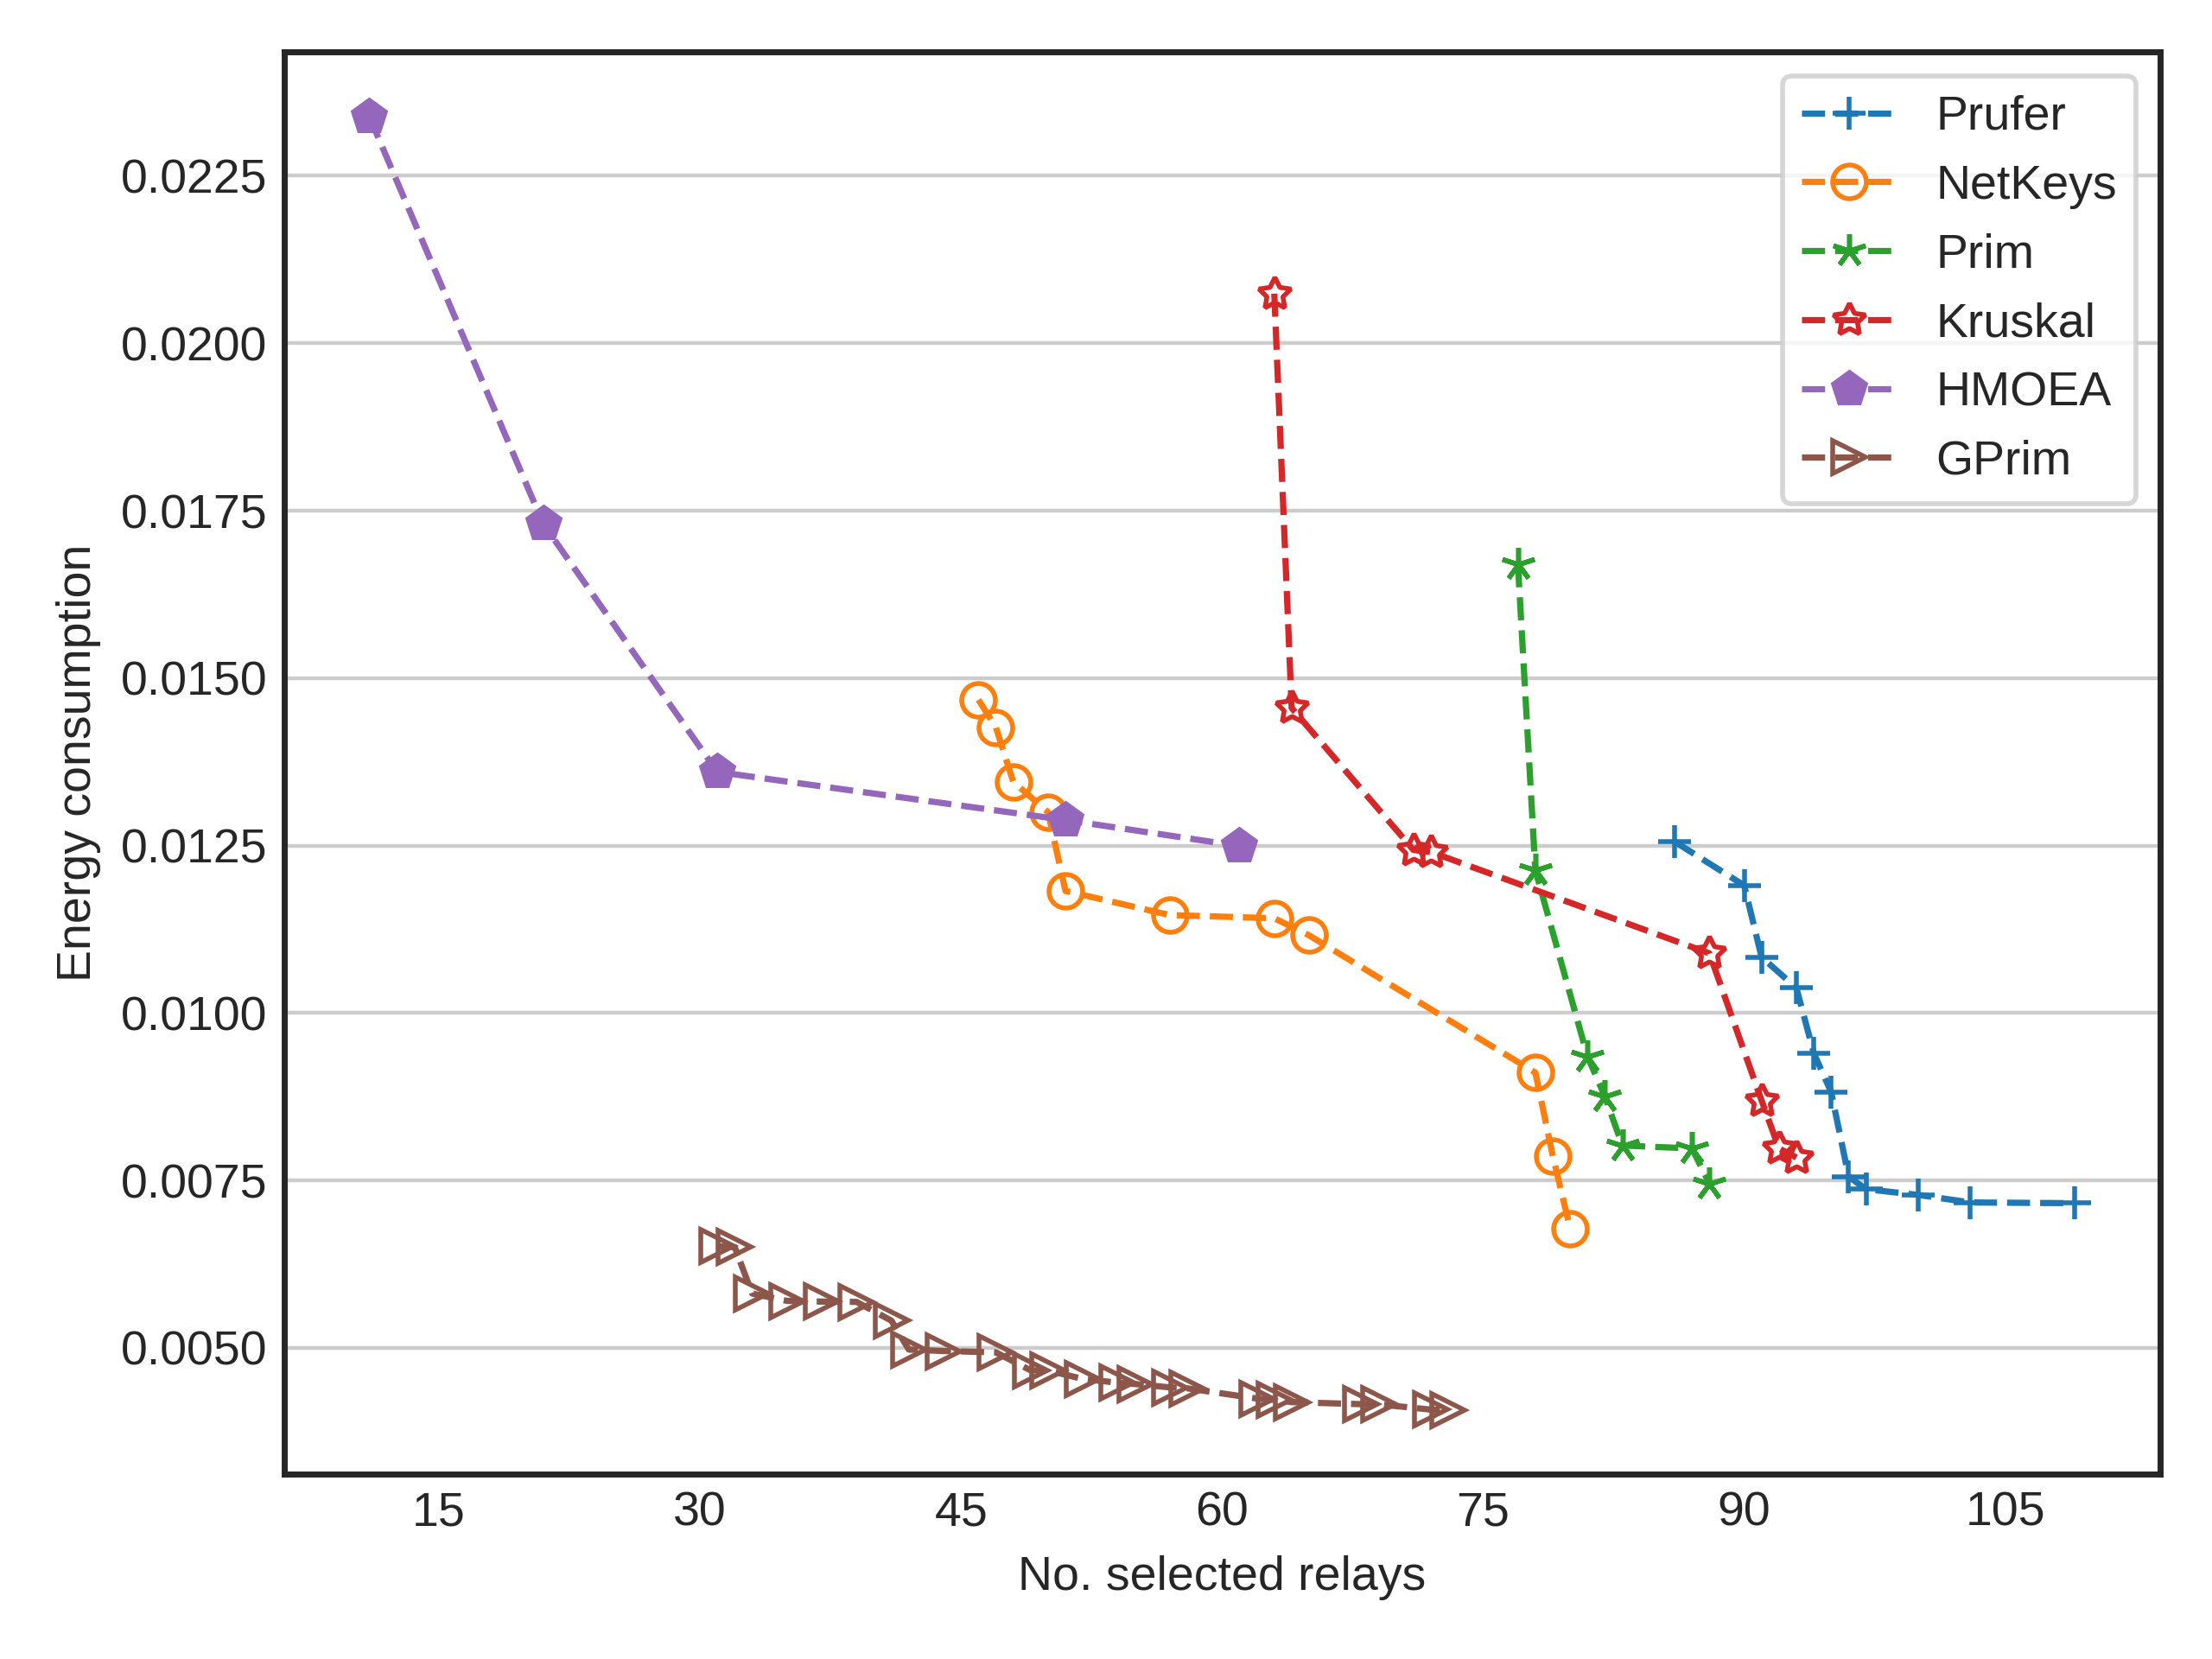 Prufer
NetKeys
Prim
Kruskal
HMOEA
GPrim
0.0225
0.0200
0.0175
0.0150
0.0125
0.0100
0.0075
0.0050
Energy consumption
15 30 45 60 75 90 105
No. selected relays